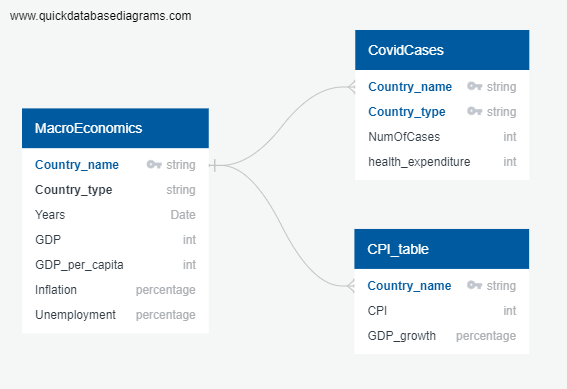 www.quickdatabasediagrams.com
MacroEconomics
Country_name string
Country_type string
Years Date
GDP int
GDP_per_capita int
Inflation percentage
Unemployment percentage
CovidCases
Country_name string
Country_type string
NumOfCases int
health_expenditure int
CPI_table
Country_name string
CPI int
GDP_growth percentage